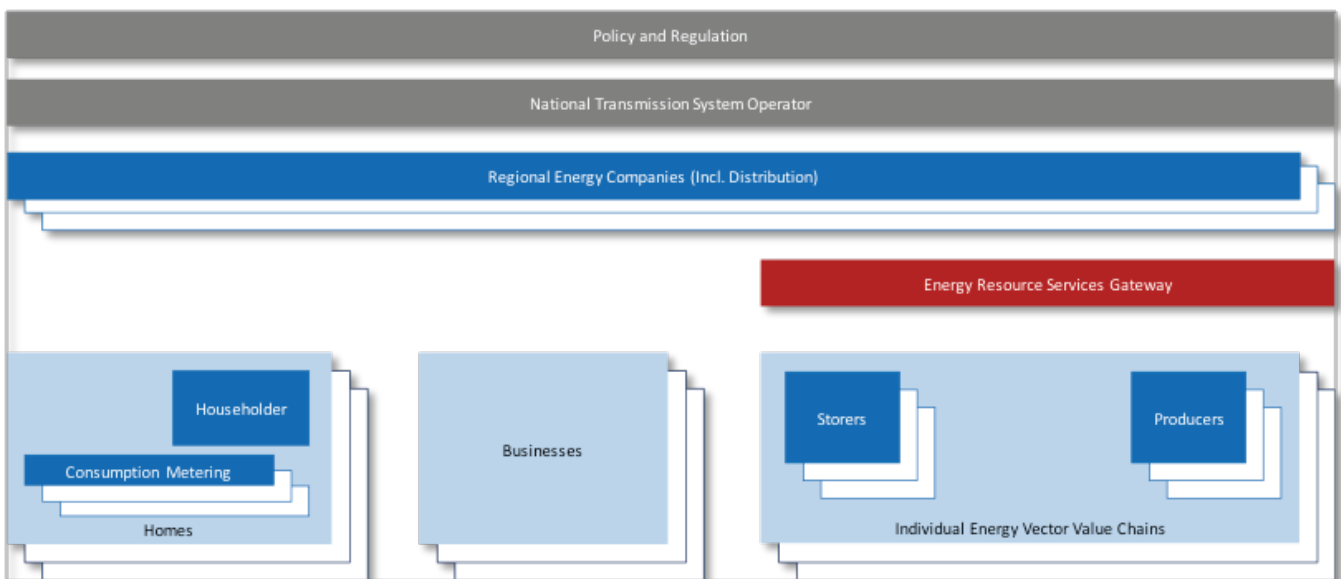 Policy and Regulation
National Transmission System Operator
Regional Energy Companies (Incl. Distribution)
Energy Resource Services Gateway
Householder
Consumption Metering
Homes
Businesses
Storers
Producers
Individual Energy Vector Value Chains